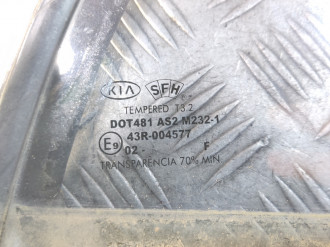 KIA SFH
TEMPERED T3.2
DOT481 AS2 M232-1
E9 43R-004577
02 F
TRANSPARENCIA 70% MIN